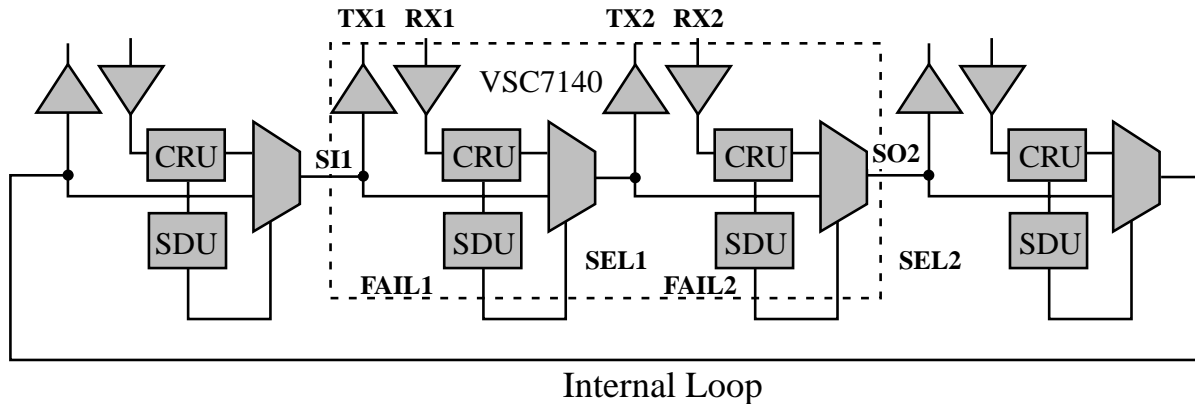 TX1 RX1 TX2 RX2
VSC7140
CRU SI1 CRU CRU SO2 CRU
SDU SDU SDU SDU
SEL1 SEL2
FAIL1 FAIL2
Internal Loop